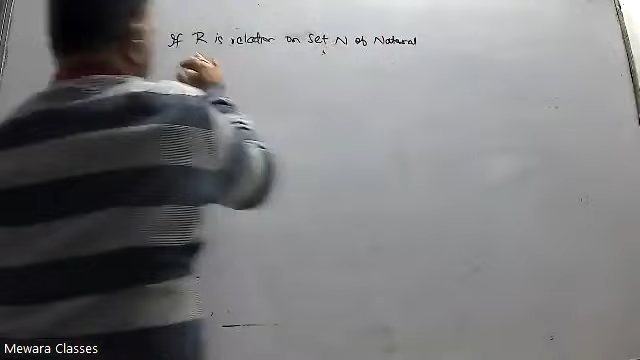 If R is relation on Set N of Natural
Mewara Classes